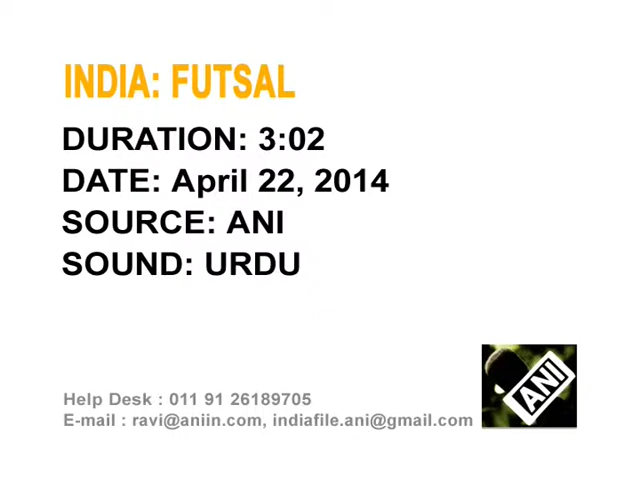 INDIA: FUTSAL
DURATION: 3:02
DATE: April 22, 2014
SOURCE: ANI
SOUND: URDU
Help Desk : 011 91 26189705
E-mail : ravi@aniin.com, indiafile.ani@gmail.com
ANI